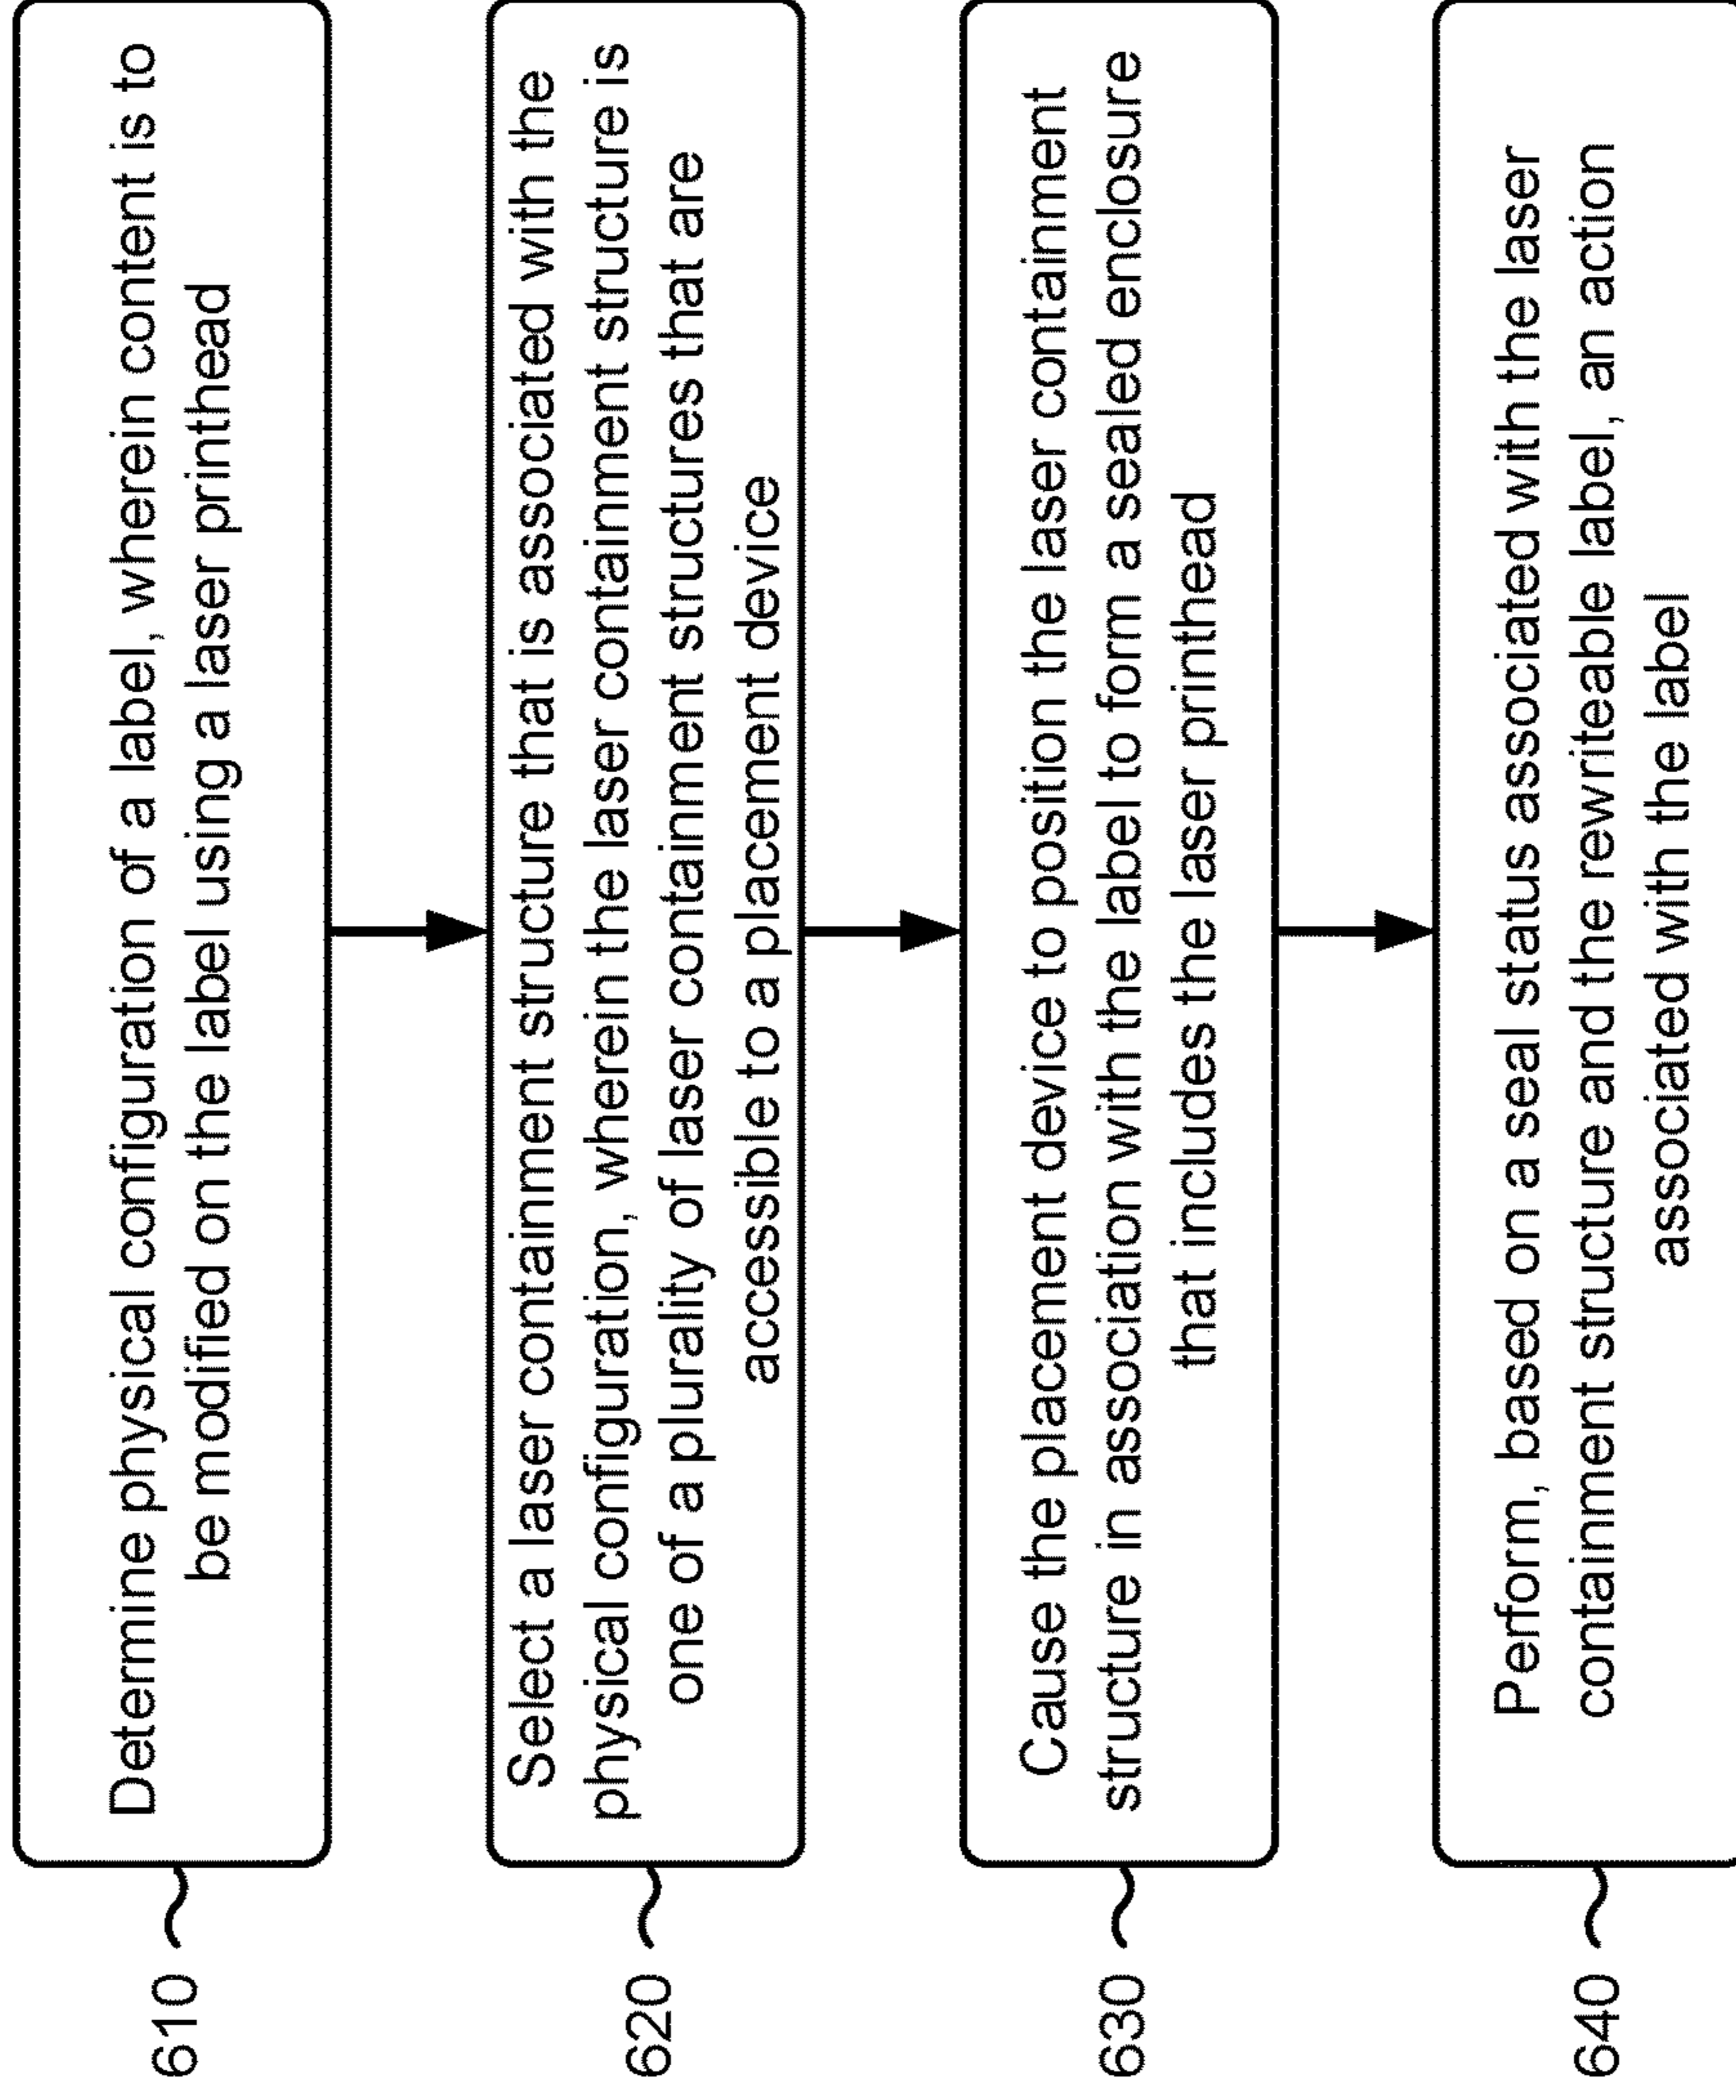 610
Determine physical configuration of a label, wherein content is to
be modified on the label using a laser printhead
620
Select a laser containment structure that is associated with the
physical configuration, wherein the laser containment structure is
one of a plurality of laser containment structures that are
accessible to a placement device
630
Cause the placement device to position the laser containment
structure in association with the label to form a sealed enclosure
that includes the laser printhead
640
Perform, based on a seal status associated with the laser
containment structure and the rewriteable label, an action
associated with the label